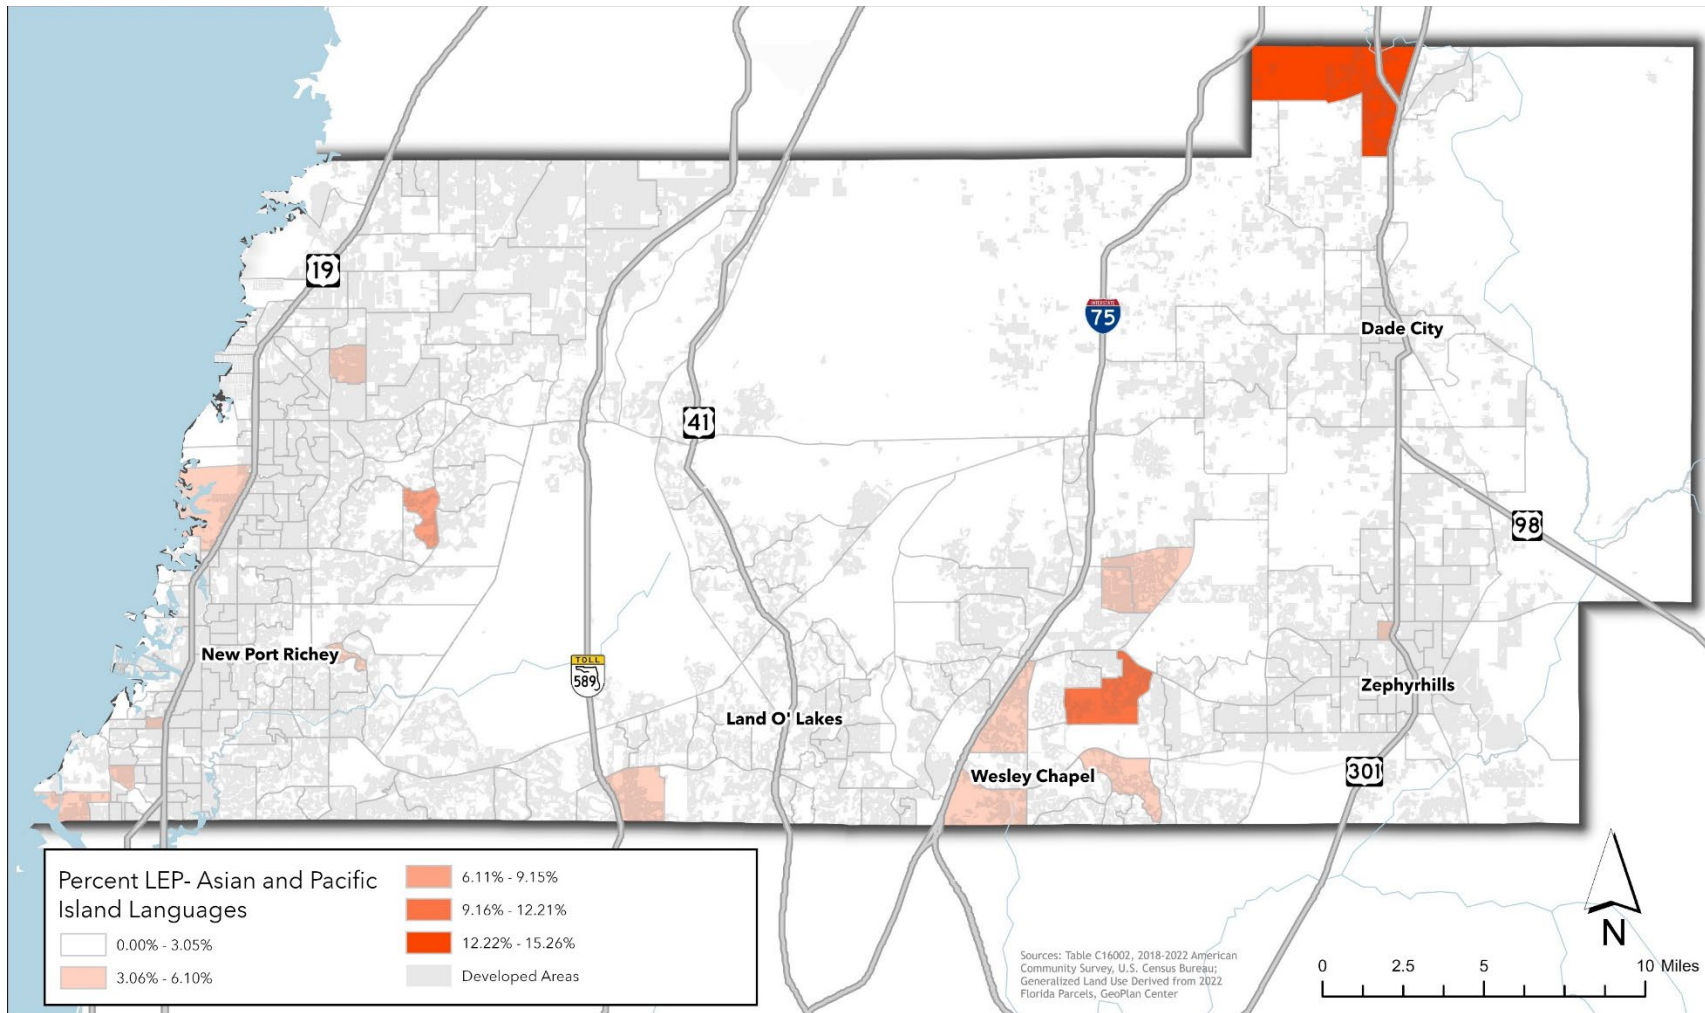 19
41
INTERSTATE
75
Dade City
98
New Port Richey
TOLL
589
Land O' Lakes
Zephyrhills
Wesley Chapel
301
Percent LEP- Asian and Pacific
Island Languages
0.00% - 3.05%
3.06% - 6.10%
6.11% - 9.15%
9.16% - 12.21%
12.22% - 15.26%
Developed Areas
Sources: Table C16002, 2018-2022 American
Community Survey, U.S. Census Bureau;
Generalized Land Use Derived from 2022
Florida Parcels, GeoPlan Center
N
0 2.5 5 10 Miles